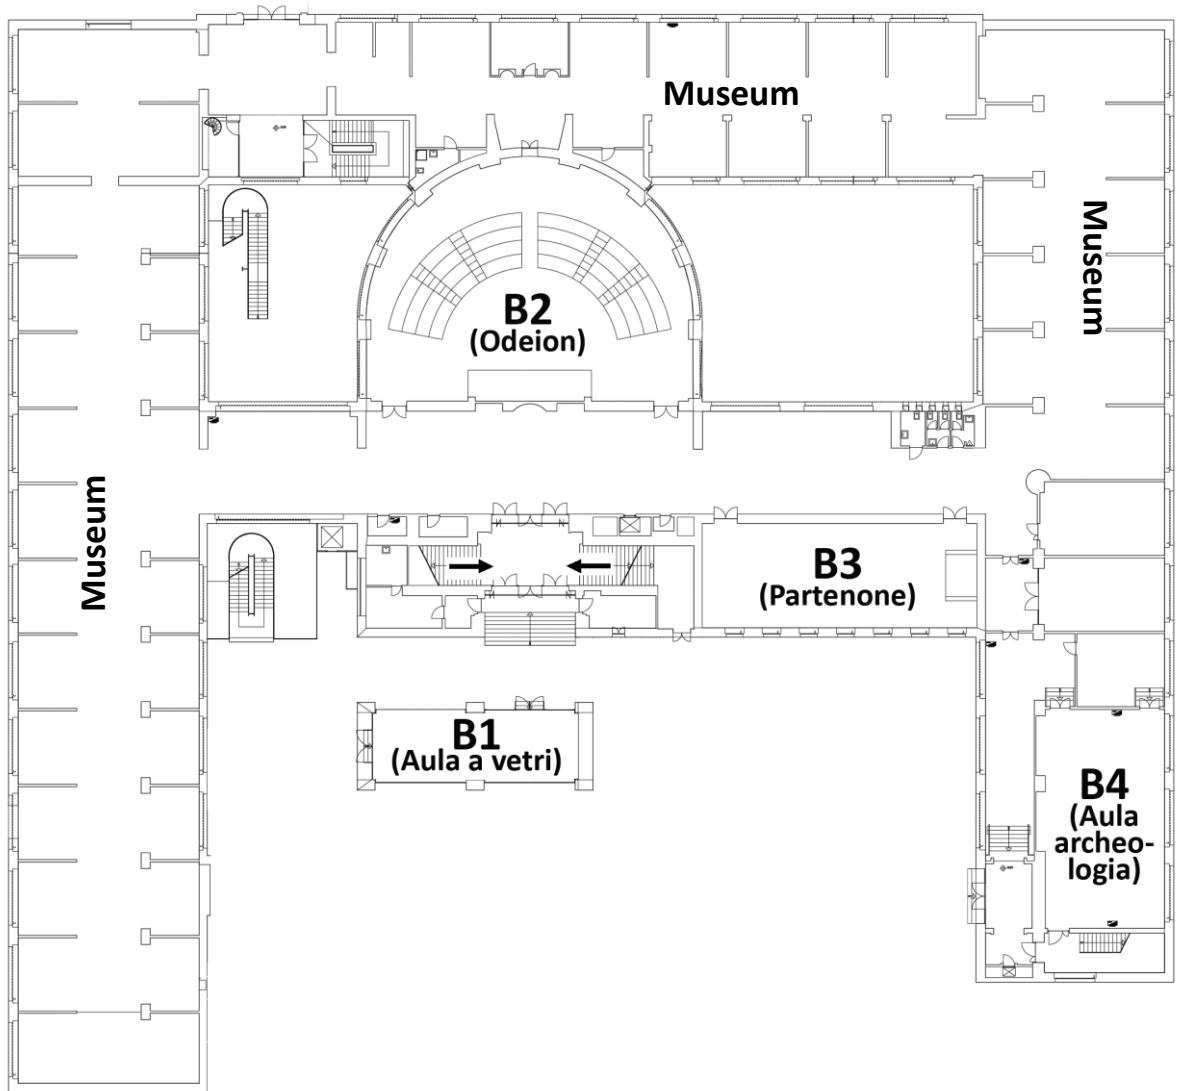 Museum
Museum
B2
(Odeion)
Museum
B3
(Partenone)
B1
(Aula a vetri)
B4
(Aula
archeo-
logia)